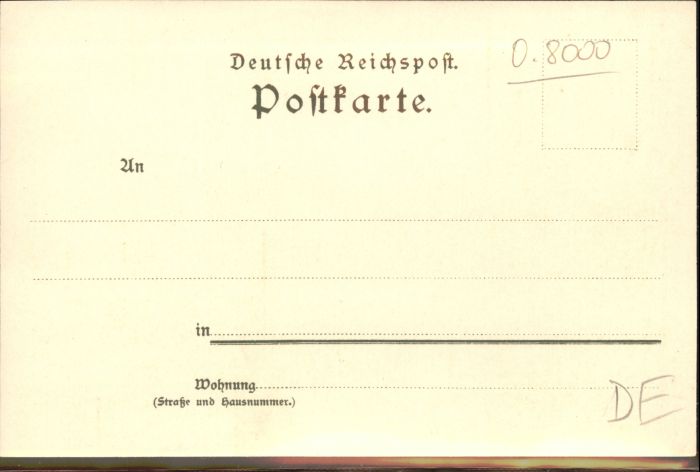 Deutsche Reichspost.
0.8000
Postkarte.
An
in
Wohnung
(Straße und Hausnummer.)
DE